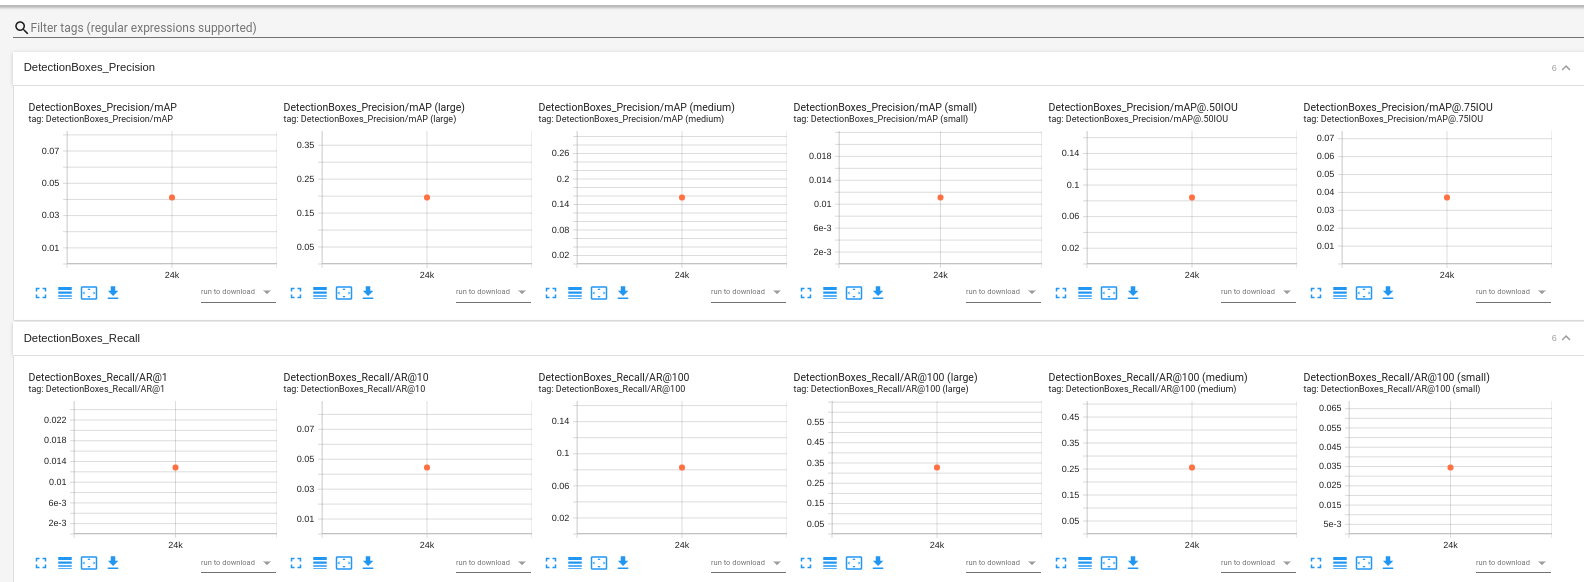 Filter tags (regular expressions supported)
DetectionBoxes_Precision
6
DetectionBoxes_Precision/mAP
tag: DetectionBoxes_Precision/mAP
0.07
0.05
0.03
0.01
24k
run to download
DetectionBoxes_Precision/mAP (large)
tag: DetectionBoxes_Precision/mAP (large)
0.35
0.25
0.15
0.05
24k
run to download
DetectionBoxes_Precision/mAP (medium)
tag: DetectionBoxes_Precision/mAP (medium)
0.26
0.2
0.14
0.08
0.02
24k
run to download
DetectionBoxes_Precision/mAP (small)
tag: DetectionBoxes_Precision/mAP (small)
0.018
0.014
0.01
6e-3
2e-3
24k
run to download
DetectionBoxes_Precision/mAP@.50IOU
tag: DetectionBoxes_Precision/mAP@.50IOU
0.14
0.1
0.06
0.02
24k
run to download
DetectionBoxes_Precision/mAP@.75IOU
tag: DetectionBoxes_Precision/mAP@.75IOU
0.07
0.06
0.05
0.04
0.03
0.02
0.01
24k
run to download
DetectionBoxes_Recall
6
DetectionBoxes_Recall/AR@1
tag: DetectionBoxes_Recall/AR@1
0.022
0.018
0.014
0.01
6e-3
2e-3
24k
run to download
DetectionBoxes_Recall/AR@10
tag: DetectionBoxes_Recall/AR@10
0.07
0.05
0.03
0.01
24k
run to download
DetectionBoxes_Recall/AR@100
tag: DetectionBoxes_Recall/AR@100
0.14
0.1
0.06
0.02
24k
run to download
DetectionBoxes_Recall/AR@100 (large)
tag: DetectionBoxes_Recall/AR@100 (large)
0.55
0.45
0.35
0.25
0.15
0.05
24k
run to download
DetectionBoxes_Recall/AR@100 (medium)
tag: DetectionBoxes_Recall/AR@100 (medium)
0.45
0.35
0.25
0.15
0.05
24k
run to download
DetectionBoxes_Recall/AR@100 (small)
tag: DetectionBoxes_Recall/AR@100 (small)
0.065
0.055
0.045
0.035
0.025
0.015
5e-3
24k
run to download